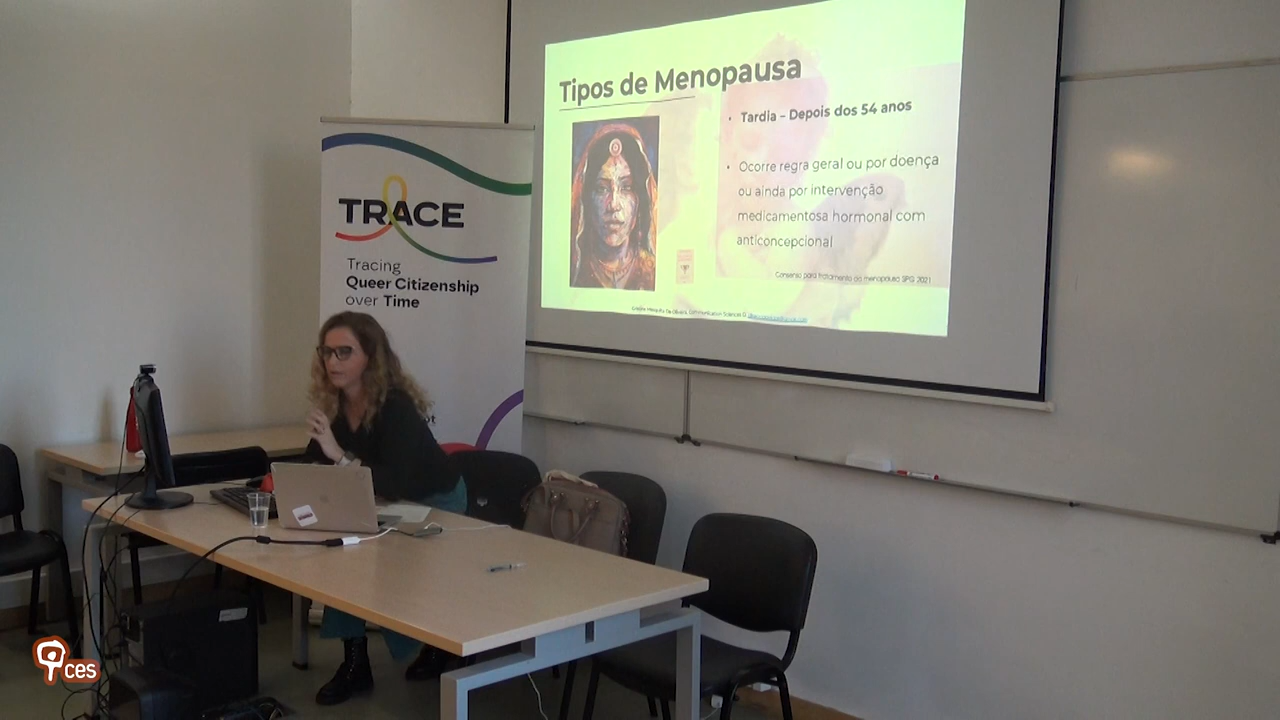 Tipos de Menopausa
• Tardia – Depois dos 54 anos
• Ocorre regra geral ou por doença
ou ainda por intervenção
medicamentosa hormonal com
anticoncepcional
Consenso para tratamento da menopausa SPG 2021
TRACE
Tracing
Queer Citizenship
over Time
ces